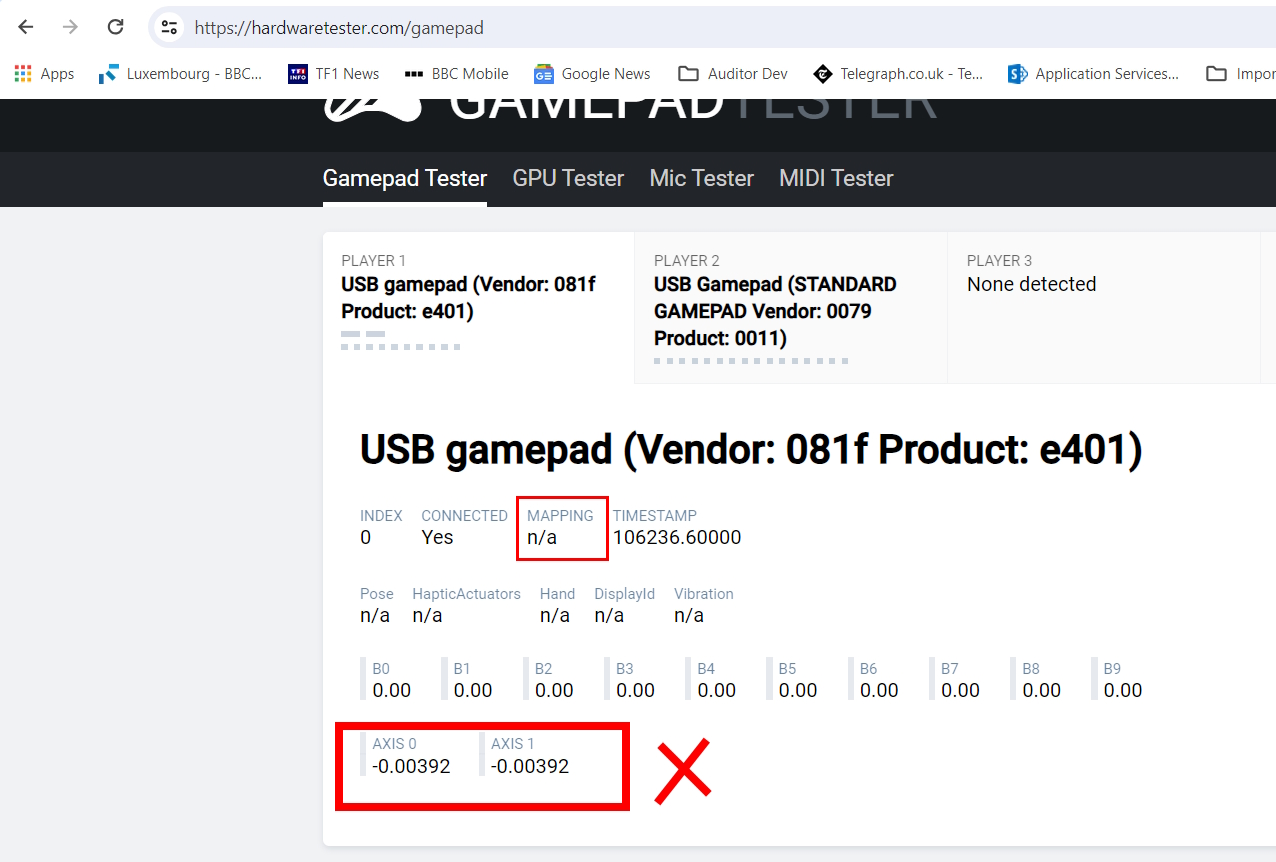 https://hardwaretester.com/gamepad
Apps Luxembourg - BBC... TF1 INFO TF1 News BBC Mobile Google News Auditor Dev Telegraph.co.uk - Te... Application Services... Impor
GAMEPADTESTER
Gamepad Tester GPU Tester Mic Tester MIDI Tester
PLAYER 1
USB gamepad (Vendor: 081f
Product: e401)
PLAYER 2
USB Gamepad (STANDARD
GAMEPAD Vendor: 0079
Product: 0011)
PLAYER 3
None detected
USB gamepad (Vendor: 081f Product: e401)
INDEX CONNECTED MAPPING TIMESTAMP
0 Yes n/a 106236.60000
Pose HapticActuators Hand DisplayId Vibration
n/a n/a n/a n/a n/a
B0 B1 B2 B3 B4 B5 B6 B7 B8 B9
0.00 0.00 0.00 0.00 0.00 0.00 0.00 0.00 0.00 0.00
AXIS 0 AXIS 1
-0.00392 -0.00392